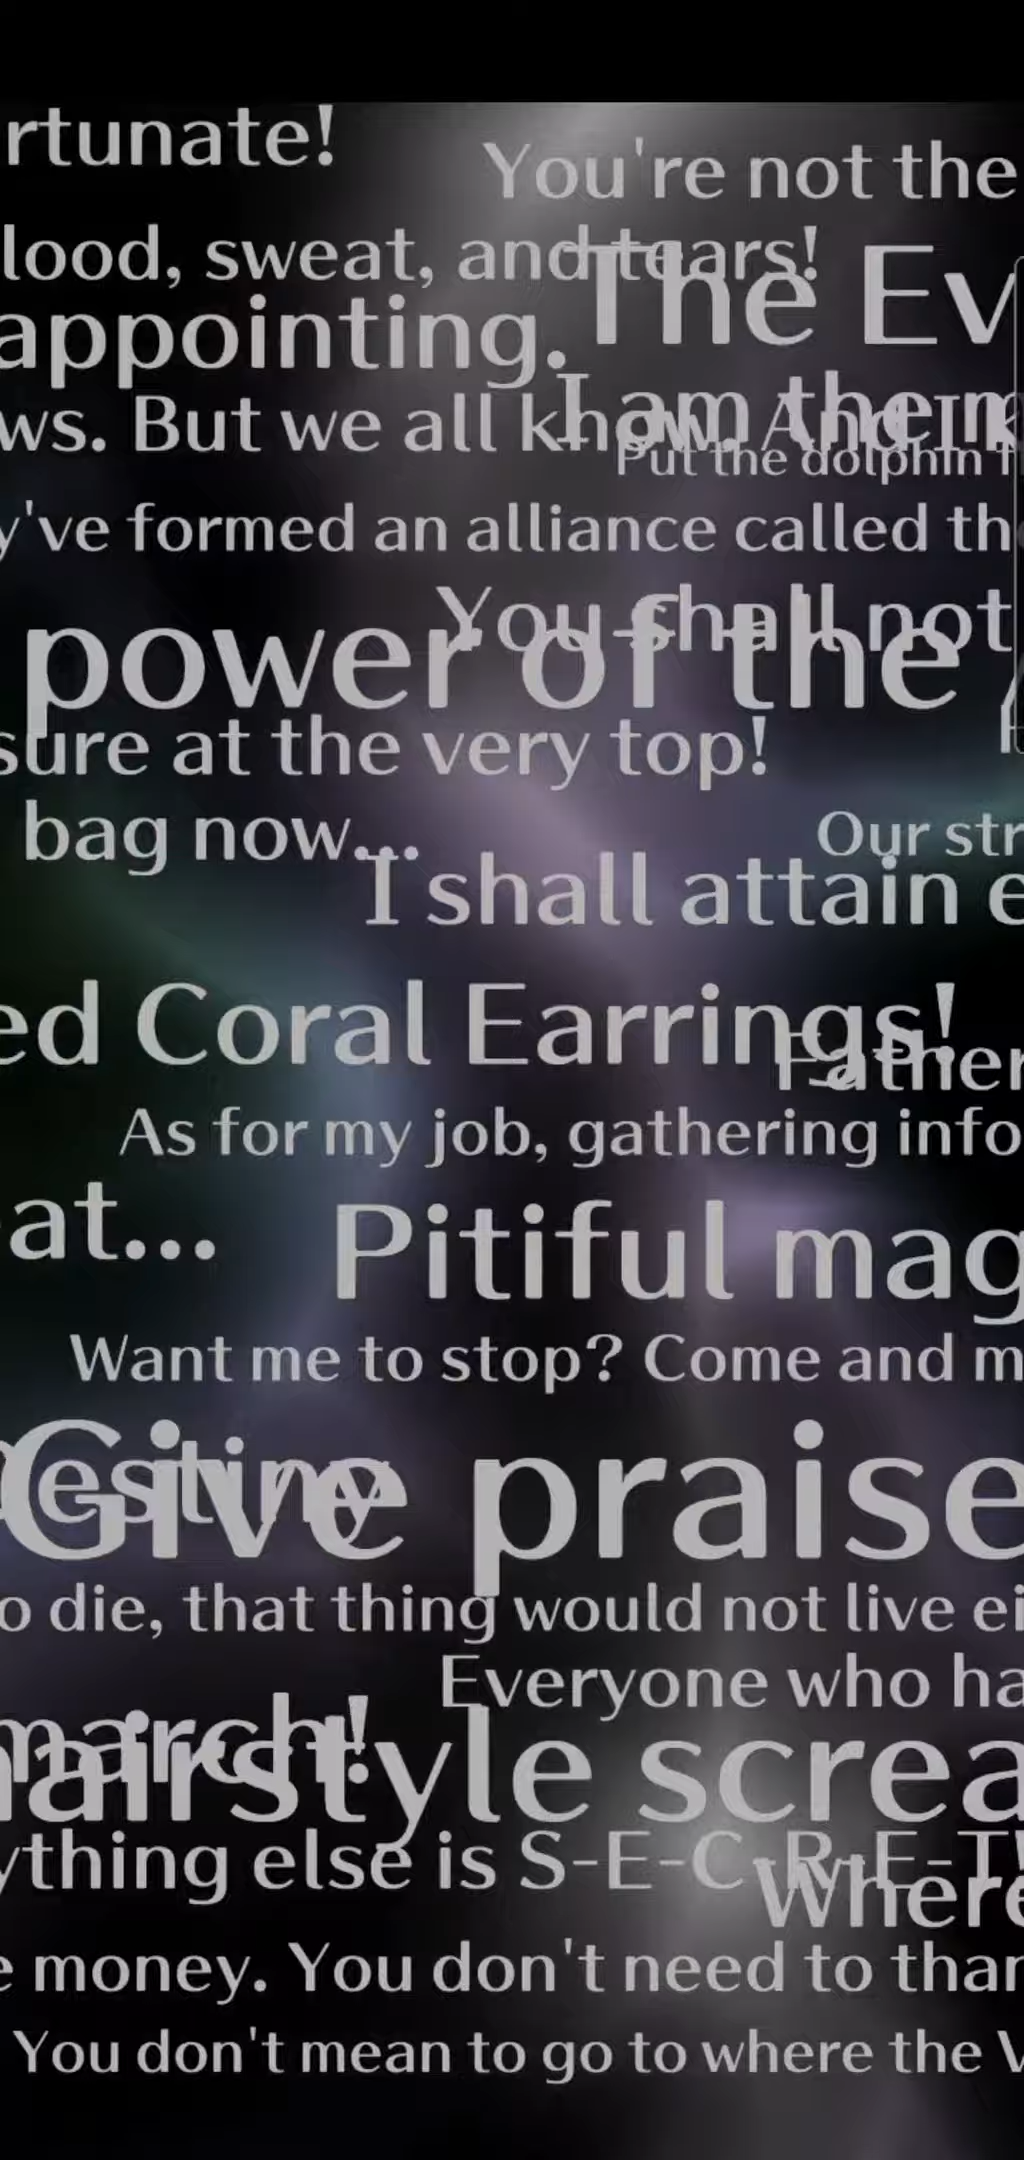 rtunate!
You're not the
lood, sweat, and tears!
The Ev
appointing.
I am the
ws. But we all know. And I
Put the dolphin
y've formed an alliance called th
You shall not
power of the
sure at the very top!
bag now...
Our str
I shall attain e
ed Coral Earrings!
Father
As for my job, gathering info
at...
Pitiful mag
Want me to stop? Come and m
Destiny
Give praise
o die, that thing would not live ei
Everyone who ha
march!
hairstyle screa
ything else is S-E-C-R-E-T!
Where
e money. You don't need to than
You don't mean to go to where the V